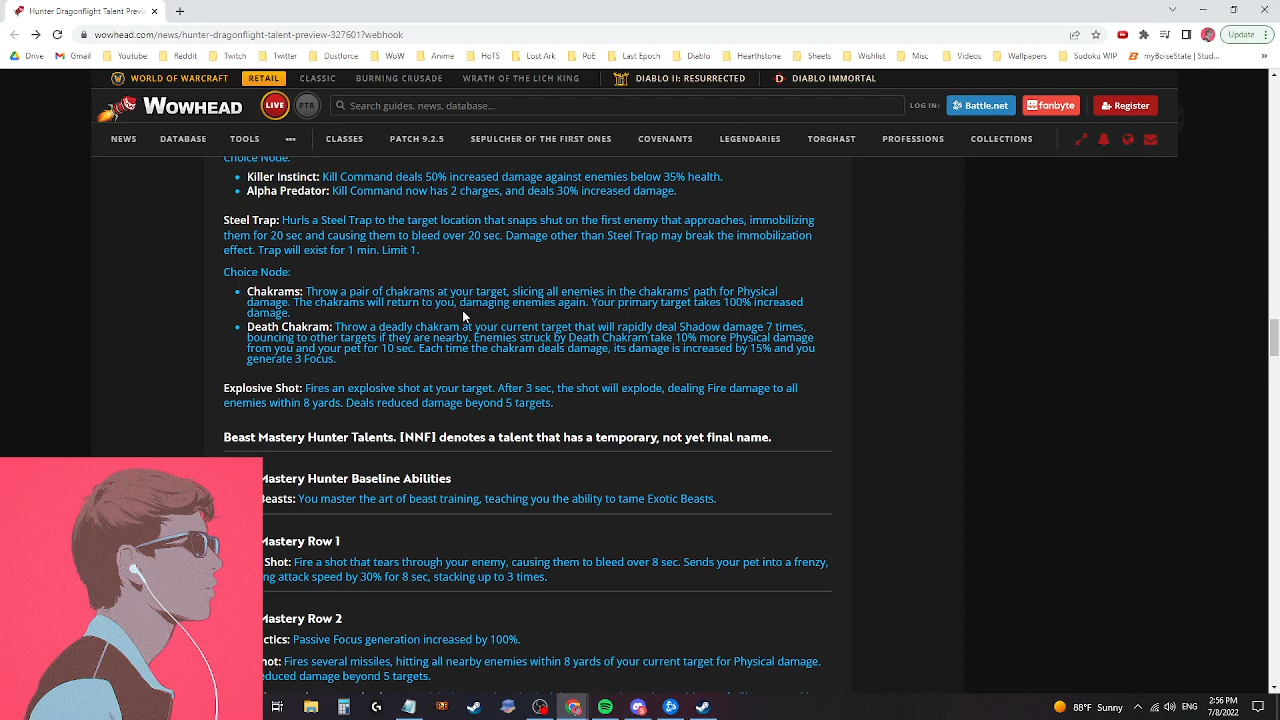 Hunter Dragonflight Talent Previ
wowhead.com/hunter-dragonflight-talent-preview-327601?webhook
Update
Drive Gmail Youtube Reddit Twitch Twitter Dustforce WoW Anime HoTS Lost Ark PoE Last Epoch Diablo Hearthstone Sheets Wishlist Misc Videos Wallpapers Sudoku WIP myBoiseState | Stud...
WORLD OF WARCRAFT RETAIL CLASSIC BURNING CRUSADE WRATH OF THE LICH KING DIABLO II: RESURRECTED DIABLO IMMORTAL
WOWHEAD LIVE PTR Search guides, news, database... LOG IN: Battle.net fanbyte Register
NEWS DATABASE TOOLS ••• CLASSES PATCH 9.2.5 SEPULCHER OF THE FIRST ONES COVENANTS LEGENDARIES TORGHAST PROFESSIONS COLLECTIONS
Choice Node:
Killer Instinct: Kill Command deals 50% increased damage against enemies below 35% health.
Alpha Predator: Kill Command now has 2 charges, and deals 30% increased damage.
Steel Trap: Hurls a Steel Trap to the target location that snaps shut on the first enemy that approaches, immobilizing
them for 20 sec and causing them to bleed over 20 sec. Damage other than Steel Trap may break the immobilization
effect. Trap will exist for 1 min. Limit 1.
Choice Node:
Chakrams: Throw a pair of chakrams at your target, slicing all enemies in the chakrams' path for Physical
damage. The chakrams will return to you, damaging enemies again. Your primary target takes 100% increased
damage.
Death Chakram: Throw a deadly chakram at your current target that will rapidly deal Shadow damage 7 times,
bouncing to other targets if they are nearby. Enemies struck by Death Chakram take 10% more Physical damage
from you and your pet for 10 sec. Each time the chakram deals damage, its damage is increased by 15% and you
generate 3 Focus.
Explosive Shot: Fires an explosive shot at your target. After 3 sec, the shot will explode, dealing Fire damage to all
enemies within 8 yards. Deals reduced damage beyond 5 targets.
Beast Mastery Hunter Talents. [NNF] denotes a talent that has a temporary, not yet final name.
Mastery Hunter Baseline Abilities
Beasts: You master the art of beast training, teaching you the ability to tame Exotic Beasts.
Mastery Row 1
Shot: Fire a shot that tears through your enemy, causing them to bleed over 8 sec. Sends your pet into a frenzy,
ng attack speed by 30% for 8 sec, stacking up to 3 times.
Mastery Row 2
ctics: Passive Focus generation increased by 100%.
hot: Fires several missiles, hitting all nearby enemies within 8 yards of your current target for Physical damage.
educed damage beyond 5 targets.
88°F Sunny ENG 2:56 PM
7/8/2022